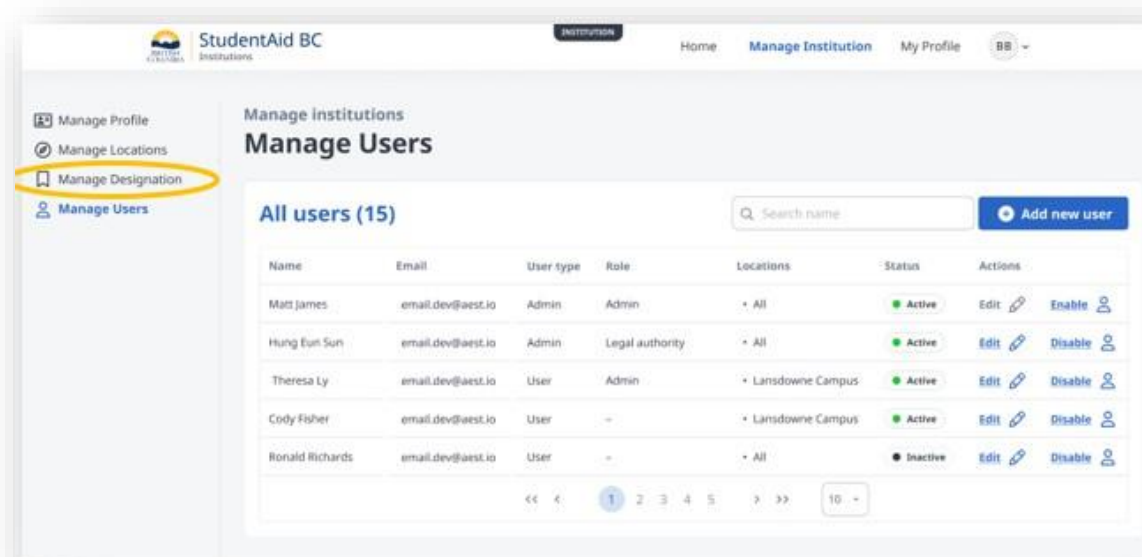 INSTITUTION
StudentAid BC
Institutions
BRITISH COLUMBIA
Home Manage Institution My Profile BB
Manage Profile
Manage Locations
Manage Designation
Manage Users
Manage institutions
Manage Users
All users (15) Search name Add new user
Name Email User type Role Locations Status Actions
Matt James email.dev@aest.io Admin Admin • All Active Edit Enable
Hung Eun Sun email.dev@aest.io Admin Legal authority • All Active Edit Disable
Theresa Ly email.dev@aest.io User Admin • Lansdowne Campus Active Edit Disable
Cody Fisher email.dev@aest.io User – • Lansdowne Campus Active Edit Disable
Ronald Richards email.dev@aest.io User – • All Inactive Edit Disable
<< < 1 2 3 4 5 > >> 10